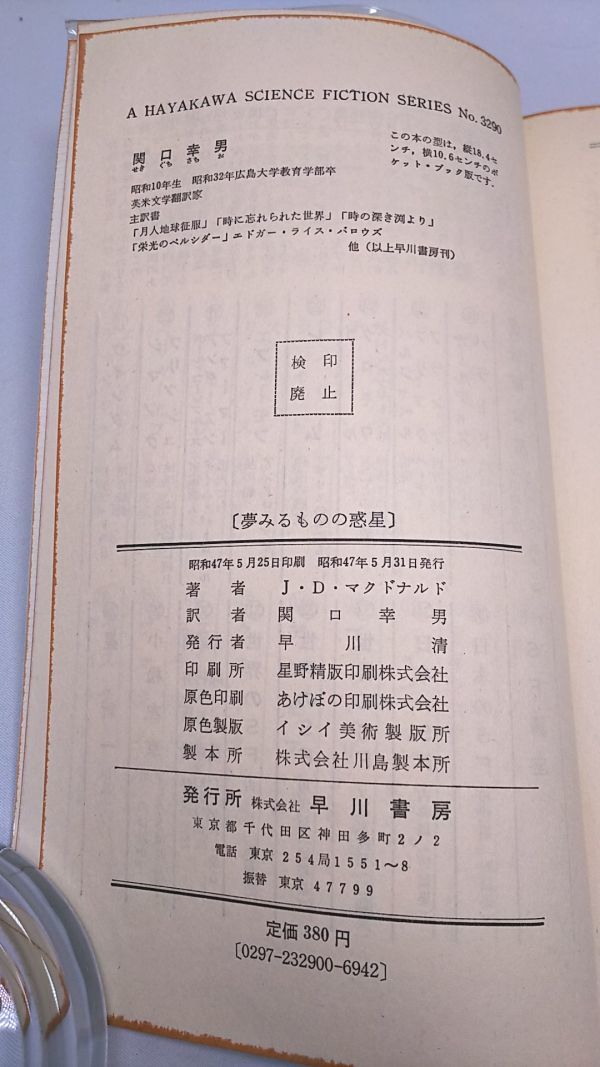 A HAYAKAWA SCIENCE FICTION SERIES No. 3290
関口幸男
せき ぐち さち お
昭和10年生 昭和32年広島大学教育学部卒
英米文学翻訳家
主訳書
「月人地球征服」「時に忘れられた世界」「時の深き渕より」
「栄光のペルシダー」エドガー・ライス・バロウズ
他(以上早川書房刊)
この本の型は,縦18.4セ
ンチ,横10.6センチのポ
ケット・ブック版です.
検印
廃止
〔夢みるものの惑星〕
昭和47年5月25日印刷 昭和47年5月31日発行
著者 J・D・マクドナルド
訳者 関口幸男
発行者 早川清
印刷所 星野精版印刷株式会社
原色印刷 あけぼの印刷株式会社
原色製版 イシイ美術製版所
製本所 株式会社川島製本所
発行所 株式会社 早川書房
東京都千代田区神田多町2ノ2
電話 東京 254局1551~8
振替 東京 47799
定価 380円
〔0297-232900-6942〕